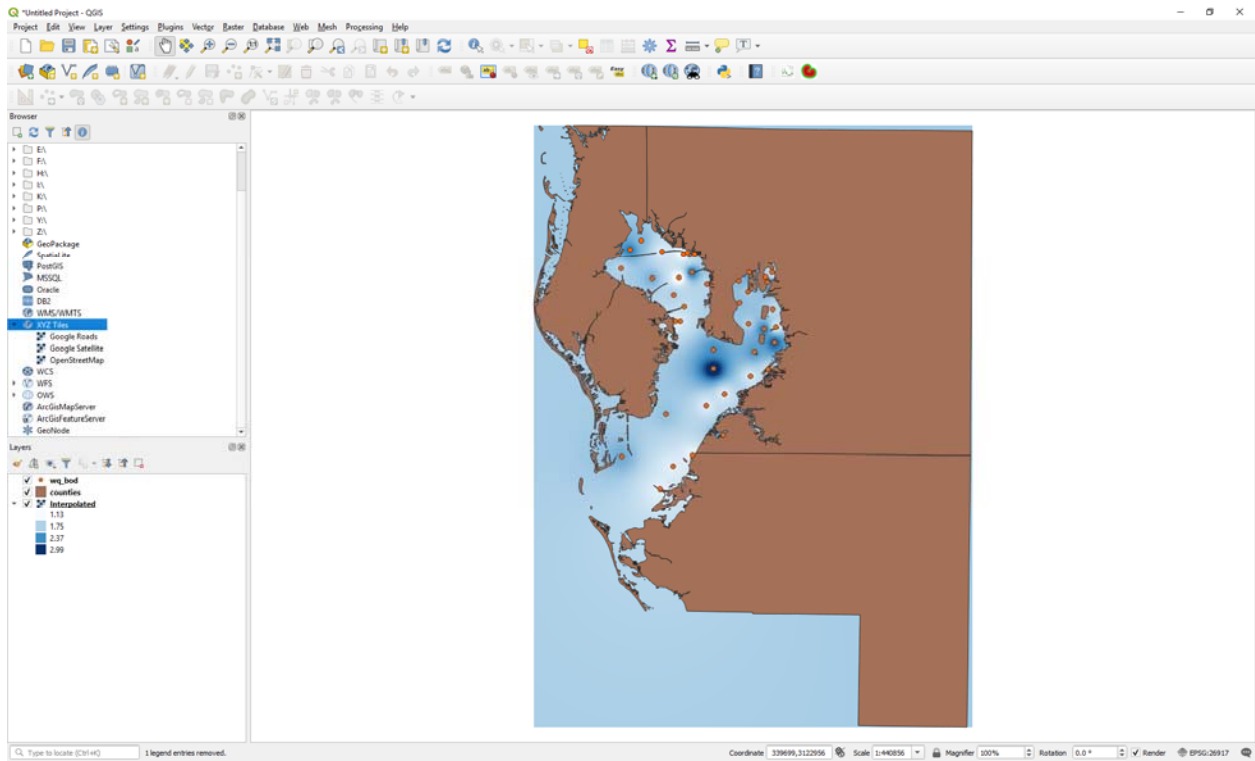 *Untitled Project - QGIS
Project Edit View Layer Settings Plugins Vector Raster Database Web Mesh Processing Help
Browser
E:\
F:\
H:\
I:\
K:\
P:\
Y:\
Z:\
GeoPackage
SpatiaLite
PostGIS
MSSQL
Oracle
DB2
WMS/WMTS
XYZ Tiles
Google Roads
Google Satellite
OpenStreetMap
WCS
WFS
OWS
ArcGisMapServer
ArcGisFeatureServer
GeoNode
Layers
wq_bod
counties
Interpolated
1.13
1.75
2.37
2.99
Type to locate (Ctrl+K) 1 legend entries removed. Coordinate 339699,3122956 Scale 1:440856 Magnifier 100% Rotation 0.0 ° Render EPSG:26917